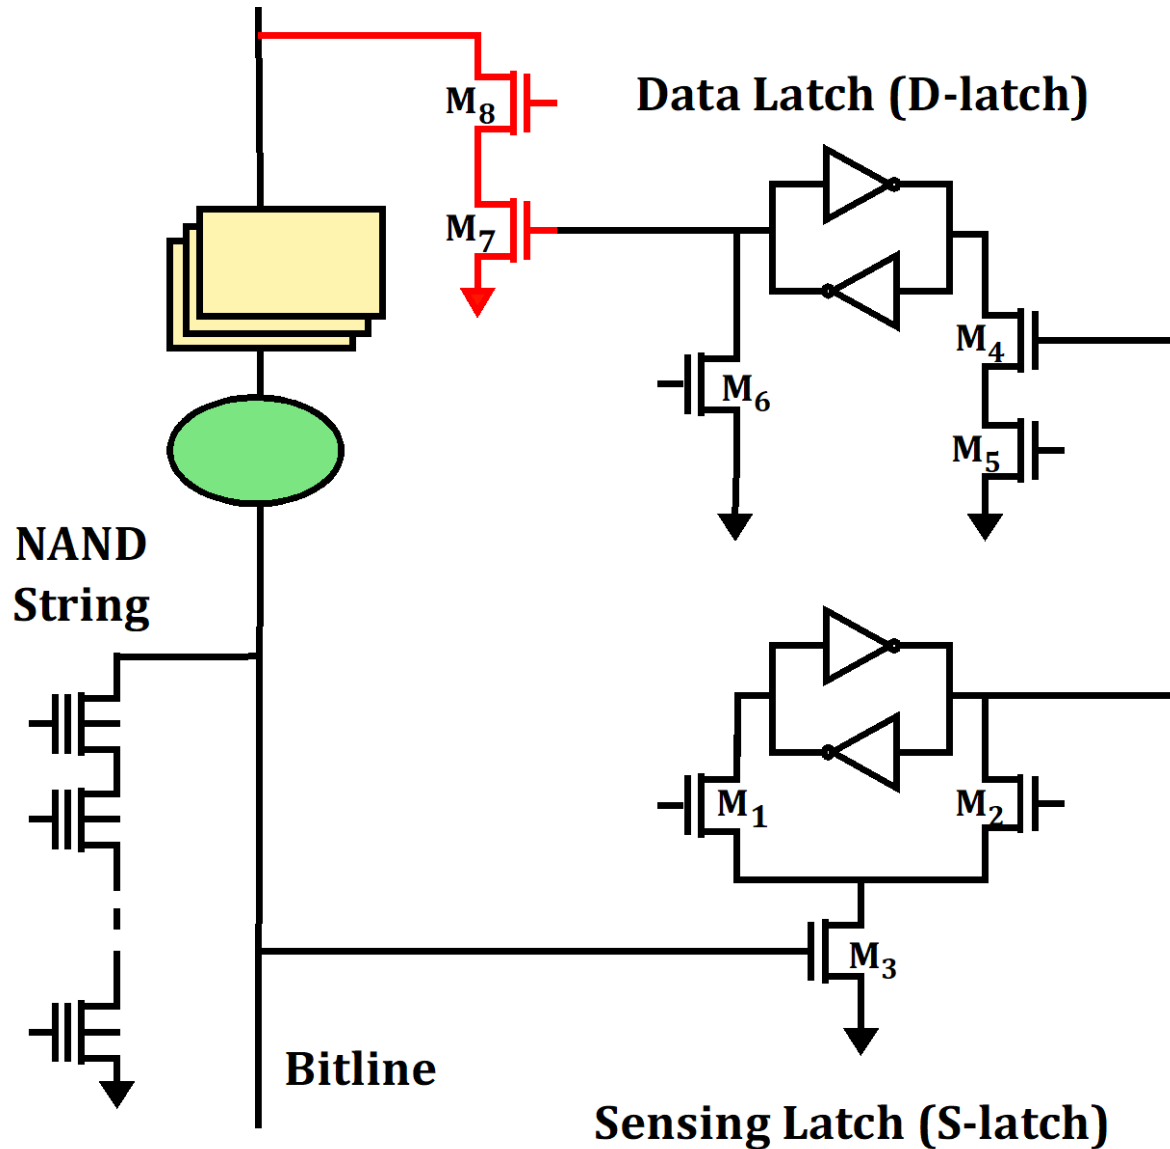 Data Latch (D-latch)
M8
M7
M4
M6
M5
NAND
String
M1
M2
M3
Bitline
Sensing Latch (S-latch)